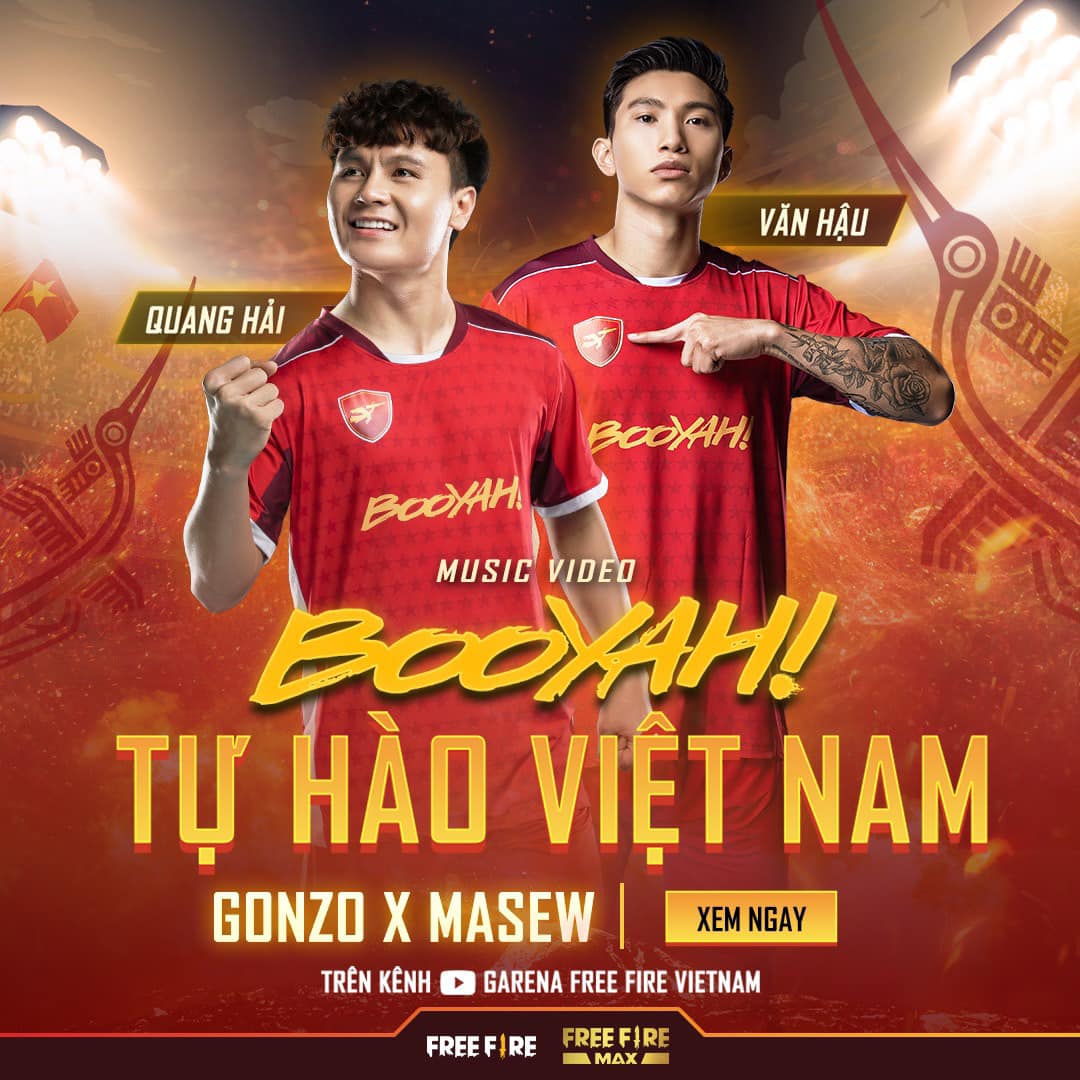 VĂN HẬU
QUANG HẢI
BOOYAH!
BOOYAH!
MUSIC VIDEO
BOOYAH!
TỰ HÀO VIỆT NAM
GONZO X MASEW
XEM NGAY
TRÊN KÊNH GARENA FREE FIRE VIETNAM
FREE FIRE
FREE FIRE
MAX